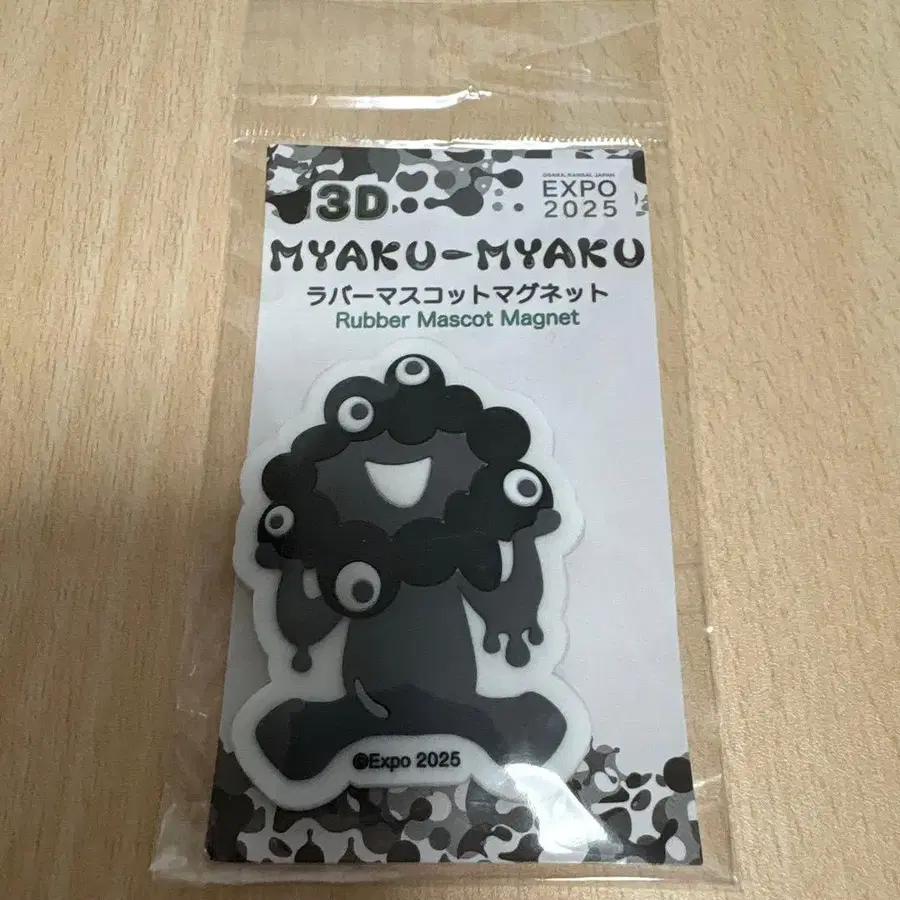 3D
OSAKA, KANSAI, JAPAN
EXPO
2025
MYAKU-MYAKU
ラバーマスコットマグネット
Rubber Mascot Magnet
©Expo 2025